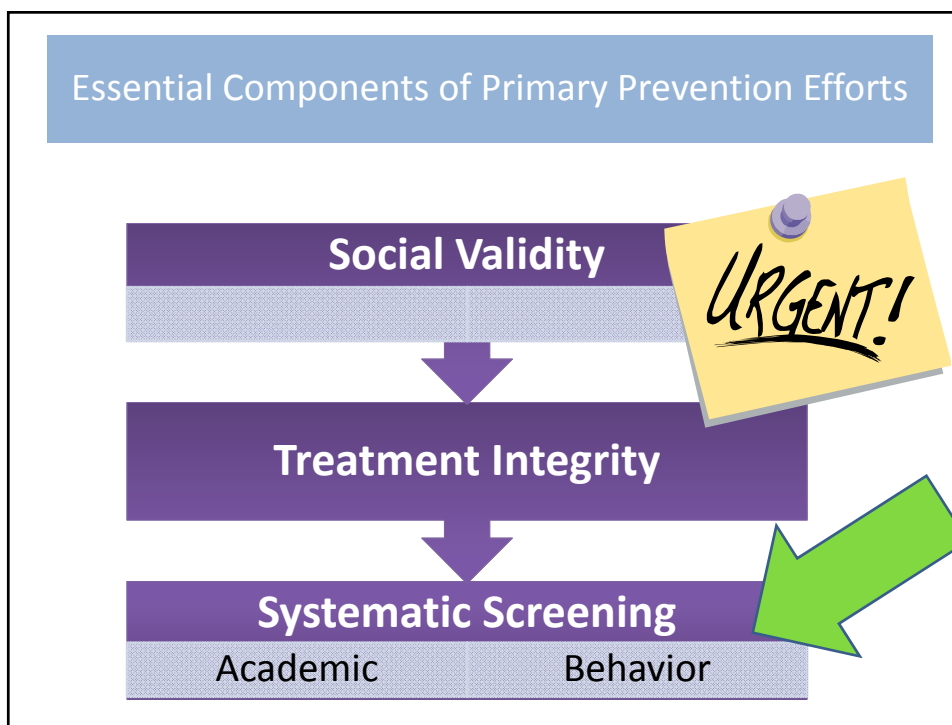 Essential Components of Primary Prevention Efforts
Social Validity
URGENT!
Treatment Integrity
Systematic Screening
Academic Behavior